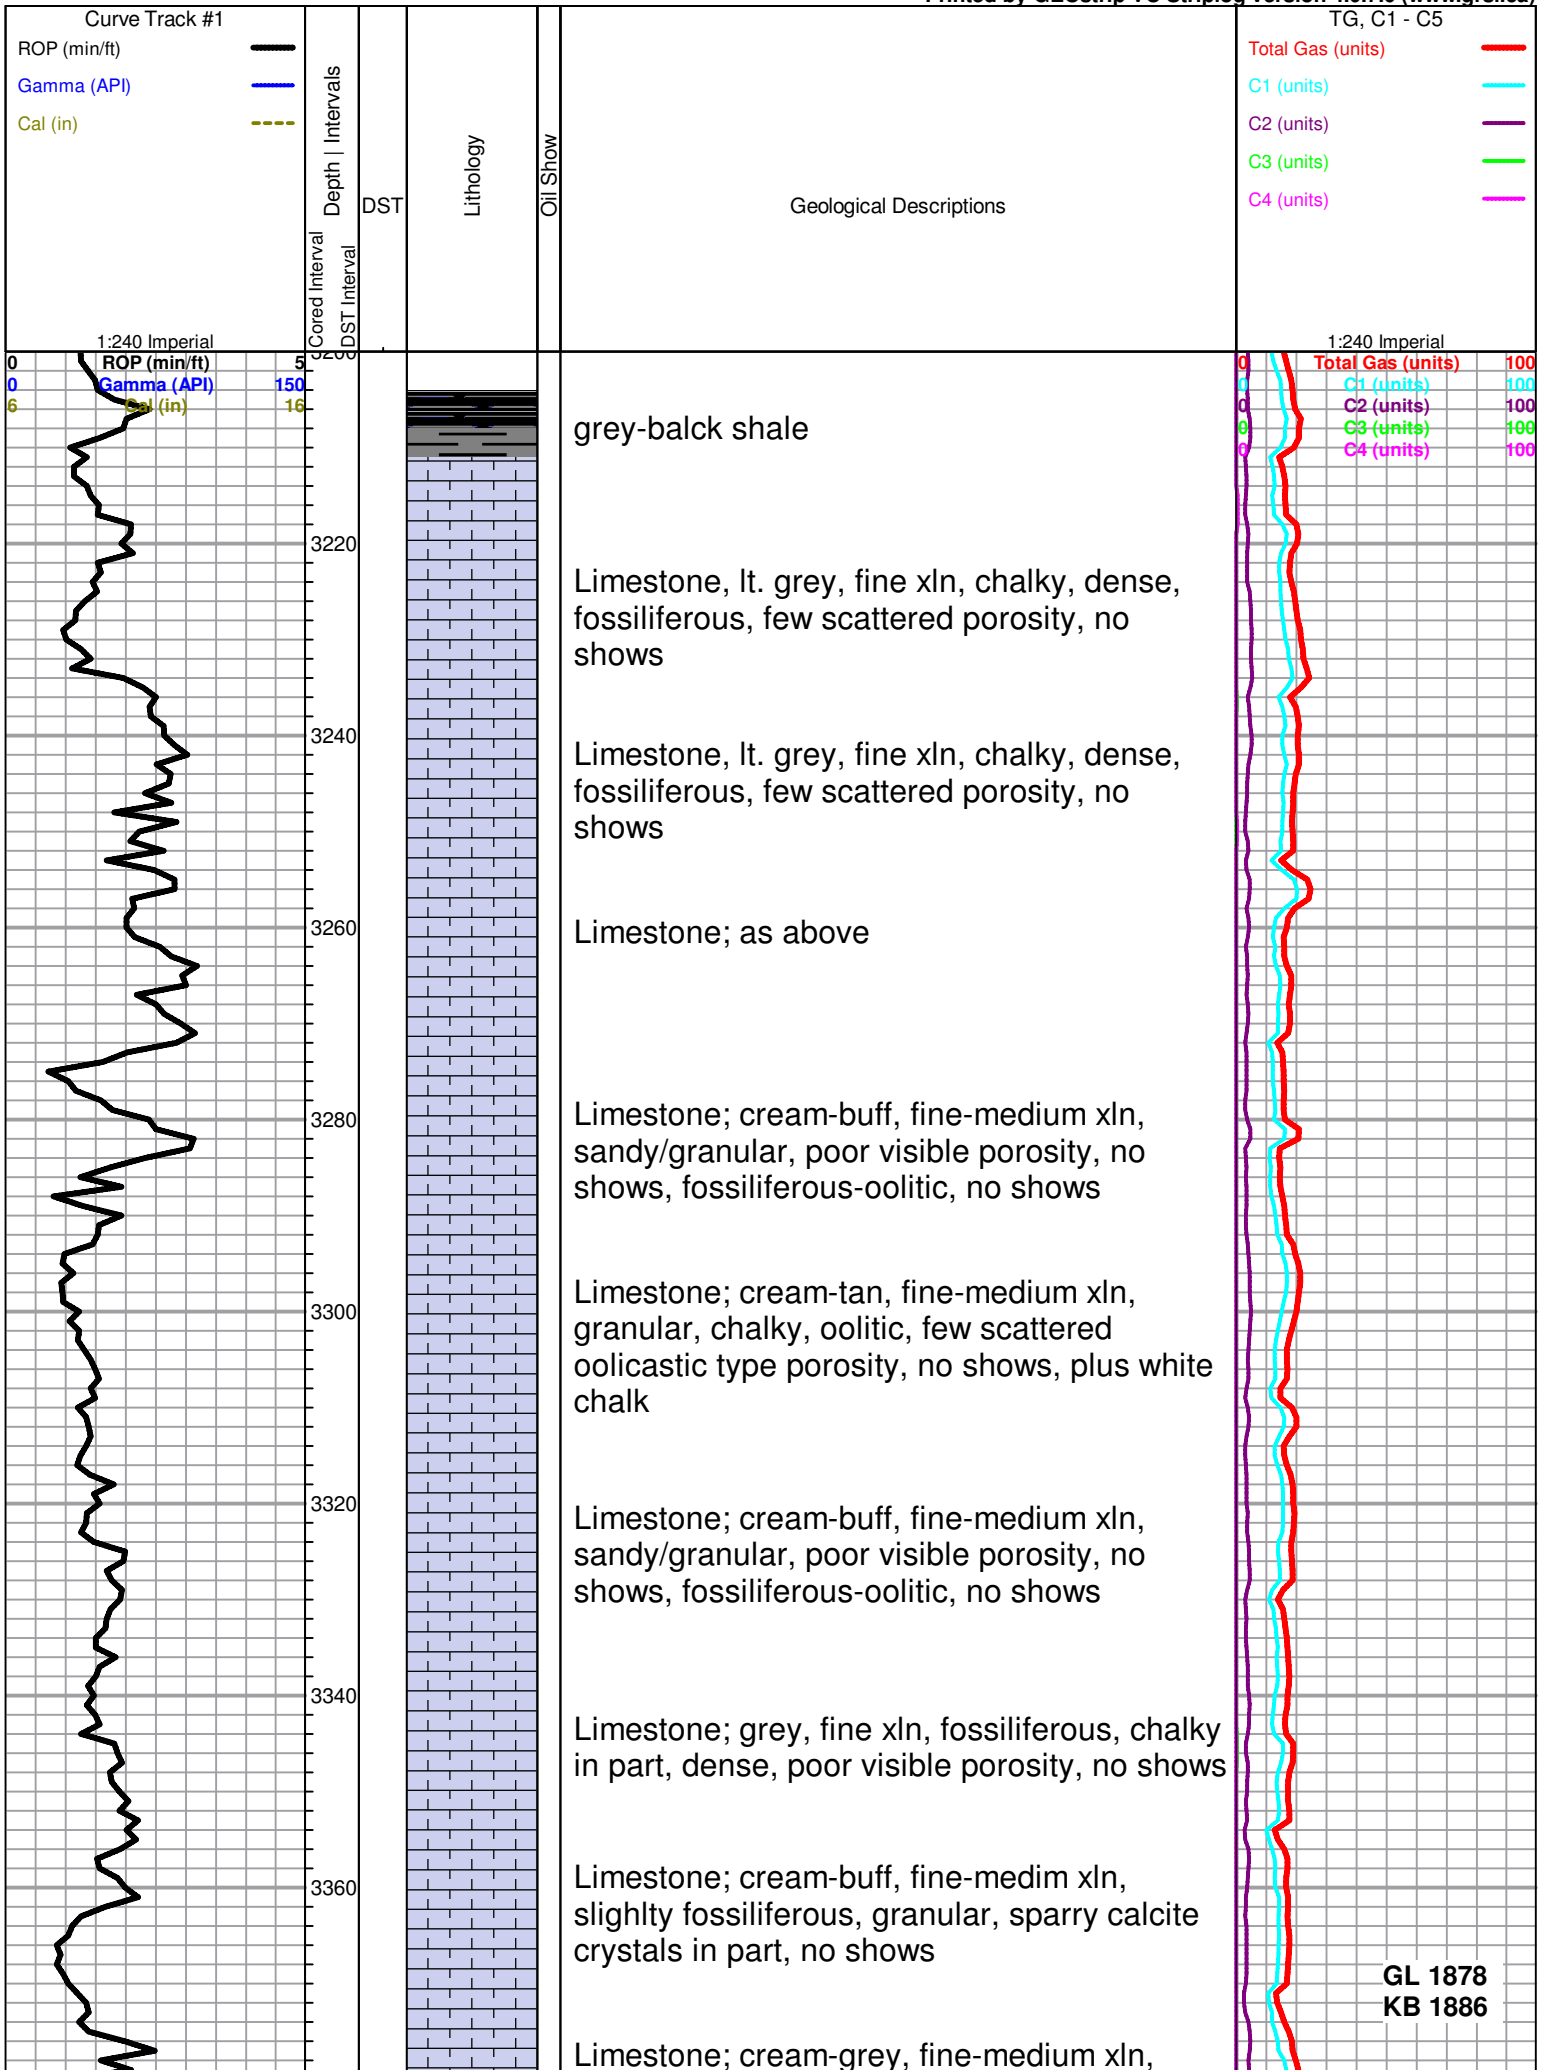 Curve Track #1
ROP (min/ft)
Gamma (API)
Cal (in)
1:240 Imperial
Depth | Intervals
Cored Interval
DST Interval
DST
Lithology
Oil Show
Geological Descriptions
TG, C1 - C5
Total Gas (units)
C1 (units)
C2 (units)
C3 (units)
C4 (units)
1:240 Imperial
0 ROP (min/ft) 5
0 Gamma (API) 150
6 Cal (in) 16
0 Total Gas (units) 100
0 C1 (units) 100
0 C2 (units) 100
0 C3 (units) 100
0 C4 (units) 100
3200
grey-balck shale
3220
Limestone, lt. grey, fine xln, chalky, dense,
fossiliferous, few scattered porosity, no
shows
3240
Limestone, lt. grey, fine xln, chalky, dense,
fossiliferous, few scattered porosity, no
shows
3260
Limestone; as above
3280
Limestone; cream-buff, fine-medium xln,
sandy/granular, poor visible porosity, no
shows, fossiliferous-oolitic, no shows
3300
Limestone; cream-tan, fine-medium xln,
granular, chalky, oolitic, few scattered
oolicastic type porosity, no shows, plus white
chalk
3320
Limestone; cream-buff, fine-medium xln,
sandy/granular, poor visible porosity, no
shows, fossiliferous-oolitic, no shows
3340
Limestone; grey, fine xln, fossiliferous, chalky
in part, dense, poor visible porosity, no shows
3360
Limestone; cream-buff, fine-medim xln,
slighlty fossiliferous, granular, sparry calcite
crystals in part, no shows
GL 1878
KB 1886
Limestone; cream-grey, fine-medium xln,